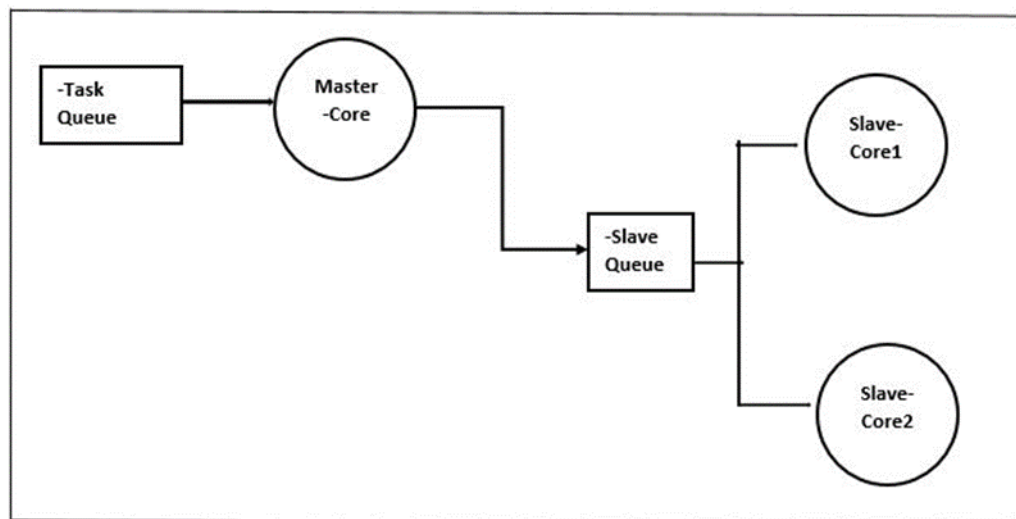 -Task
Queue
Master
-Core
-Slave
Queue
Slave-
Core1
Slave-
Core2